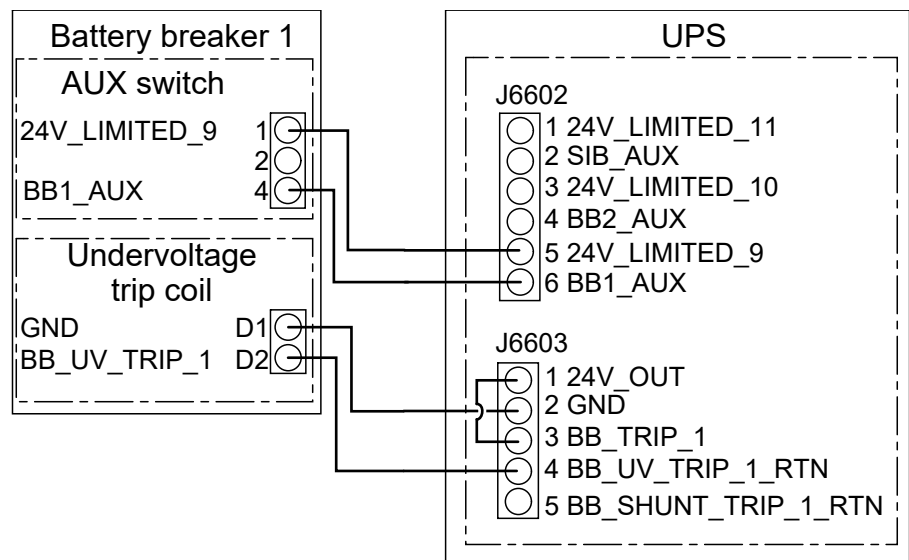 Battery breaker 1
AUX switch
24V_LIMITED_9 1
2
BB1_AUX 4
Undervoltage
trip coil
GND D1
BB_UV_TRIP_1 D2
UPS
J6602
1 24V_LIMITED_11
2 SIB_AUX
3 24V_LIMITED_10
4 BB2_AUX
5 24V_LIMITED_9
6 BB1_AUX
J6603
1 24V_OUT
2 GND
3 BB_TRIP_1
4 BB_UV_TRIP_1_RTN
5 BB_SHUNT_TRIP_1_RTN